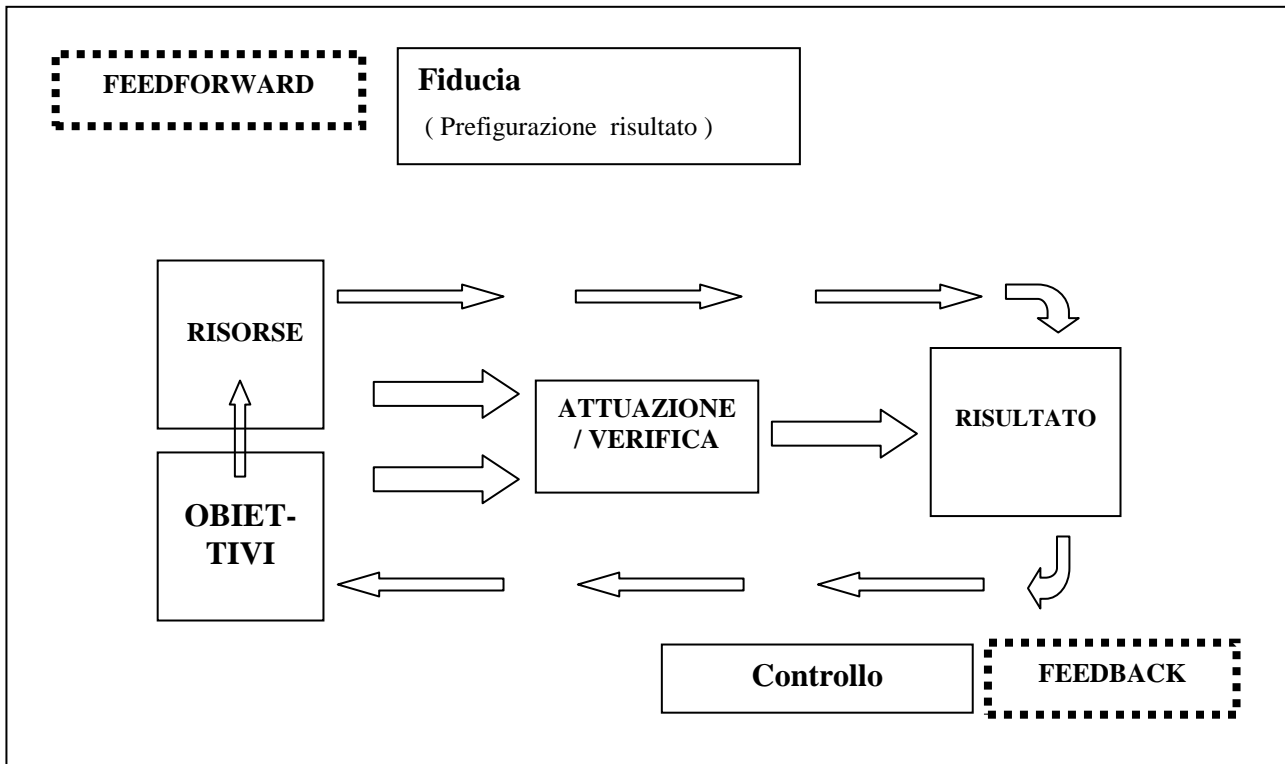 FEEDFORWARD
Fiducia
( Prefigurazione risultato )
RISORSE
ATTUAZIONE
/ VERIFICA
RISULTATO
OBIET-
TIVI
Controllo
FEEDBACK